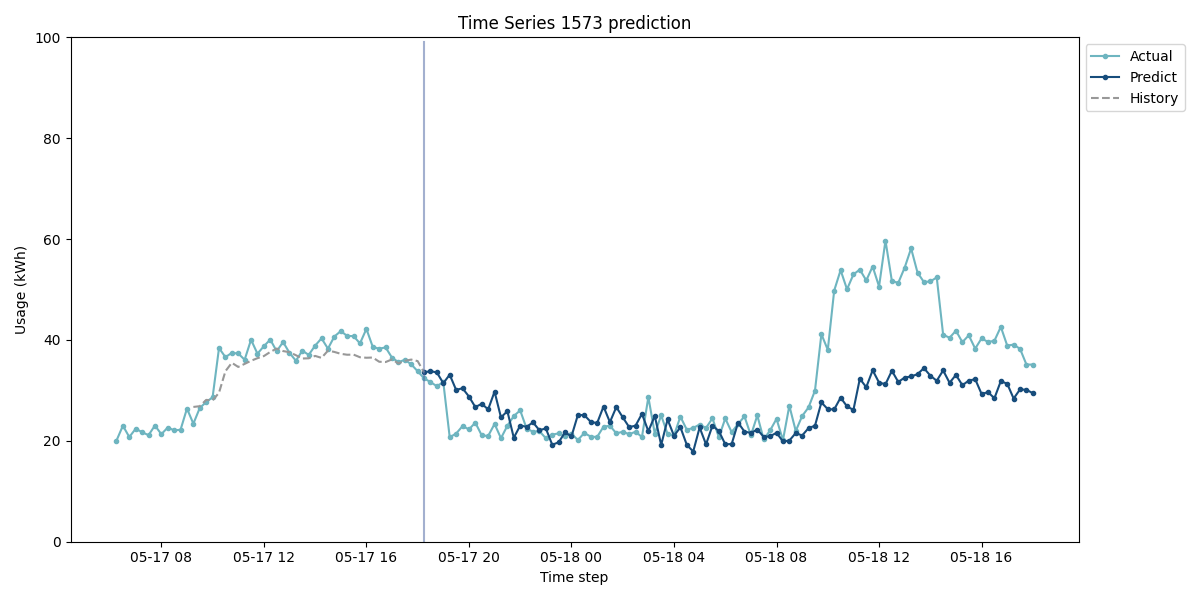 Time Series 1573 prediction
Usage (kWh)
100
80
60
40
20
0
05-17 08
05-17 12
05-17 16
05-17 20
05-18 00
05-18 04
05-18 08
05-18 12
05-18 16
Time step
Actual
Predict
History